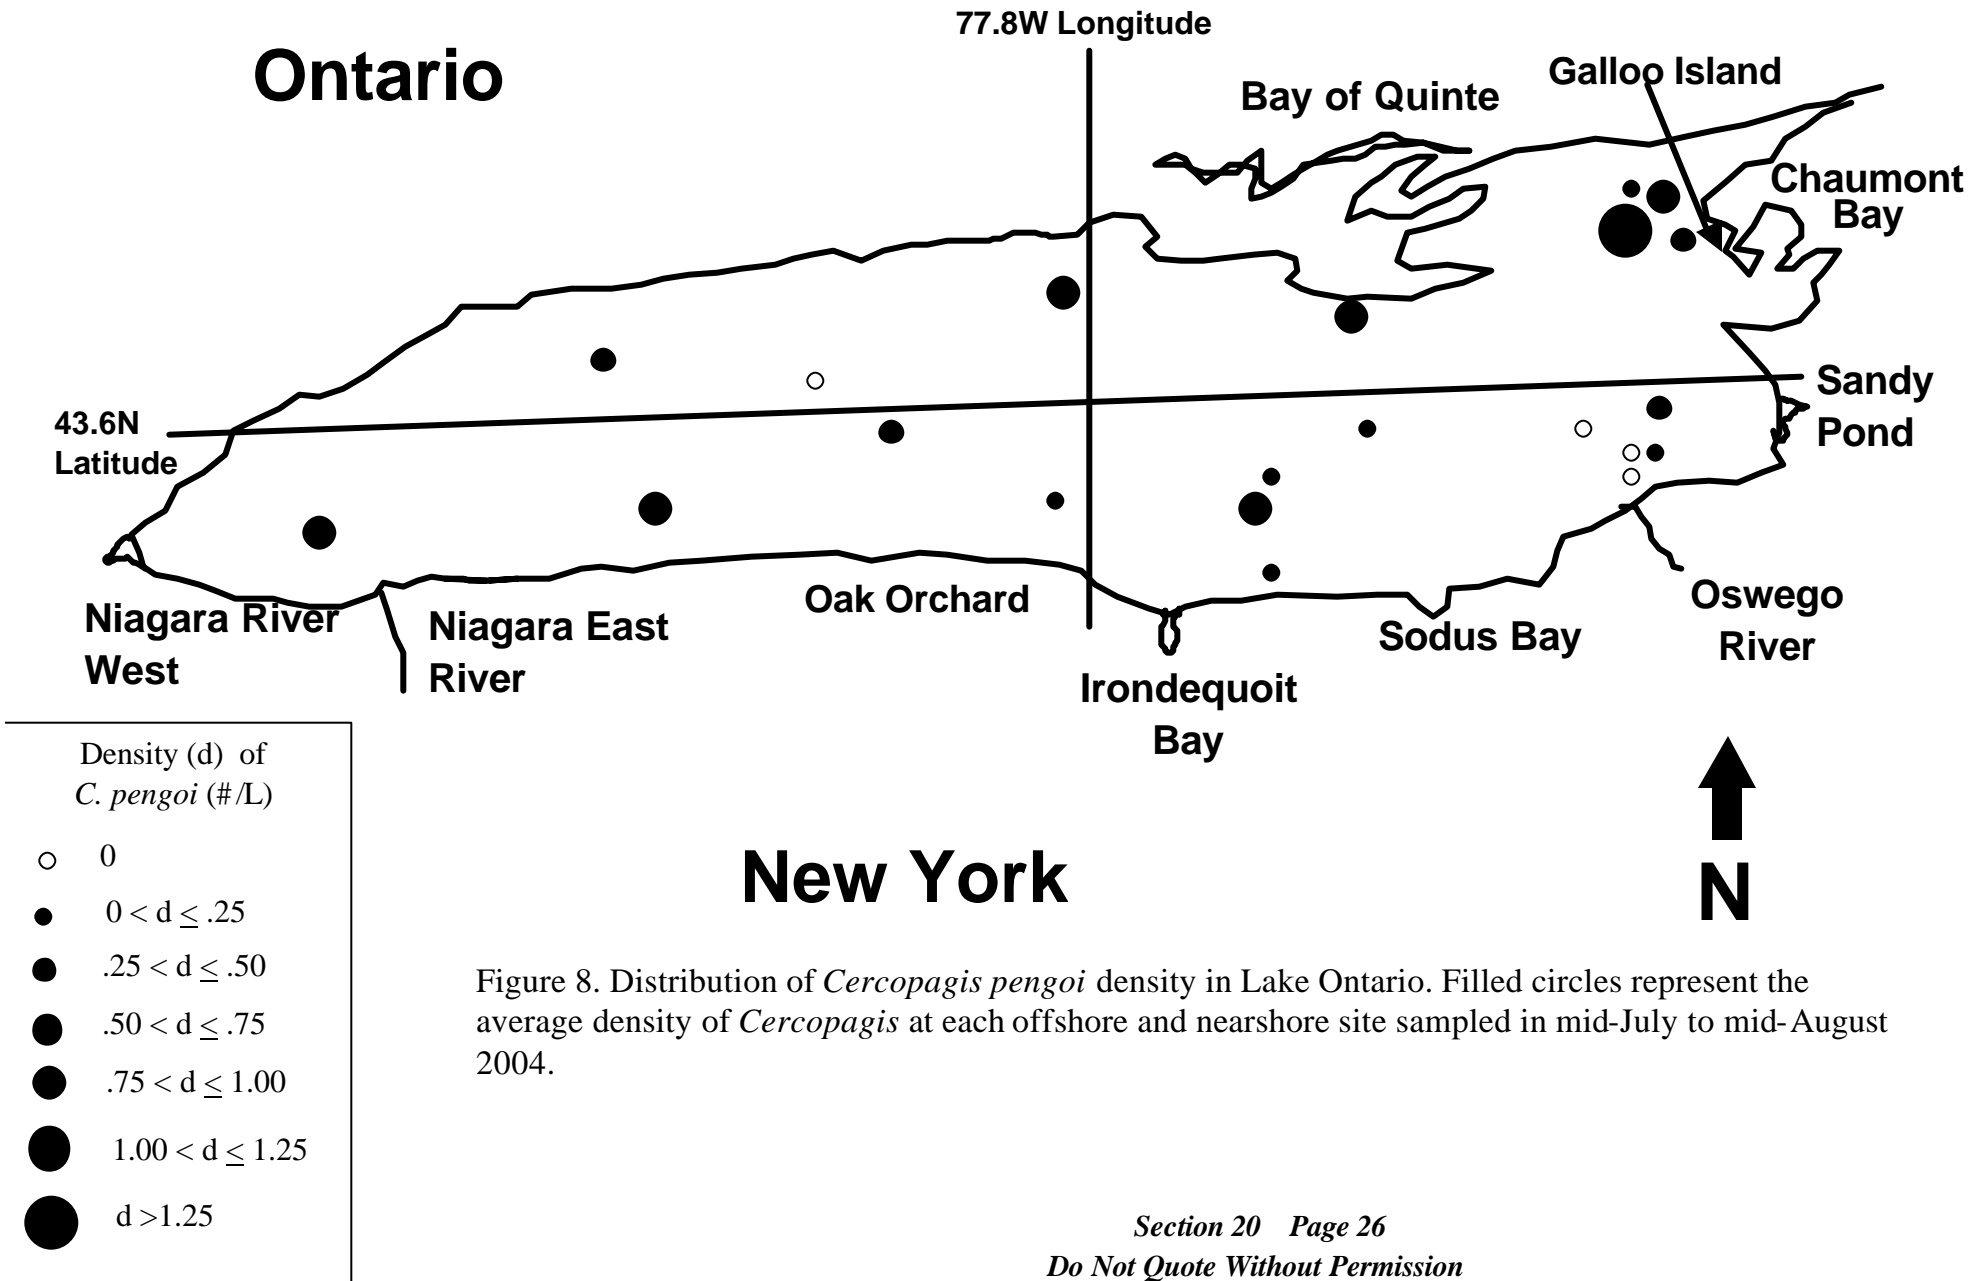 77.8W Longitude
Ontario
Galloo Island
Bay of Quinte
Chaumont
Bay
43.6N
Latitude
Sandy
Pond
Niagara River
West
Niagara East
River
Oak Orchard
Irondequoit
Bay
Sodus Bay
Oswego
River
Density (d) of
C. pengoi (#/L)
0
0 < d ≤ .25
.25 < d ≤ .50
.50 < d ≤ .75
.75 < d ≤ 1.00
1.00 < d ≤ 1.25
d >1.25
New York
N
Figure 8. Distribution of Cercopagis pengoi density in Lake Ontario. Filled circles represent the
average density of Cercopagis at each offshore and nearshore site sampled in mid-July to mid-August
2004.
Section 20 Page 26
Do Not Quote Without Permission